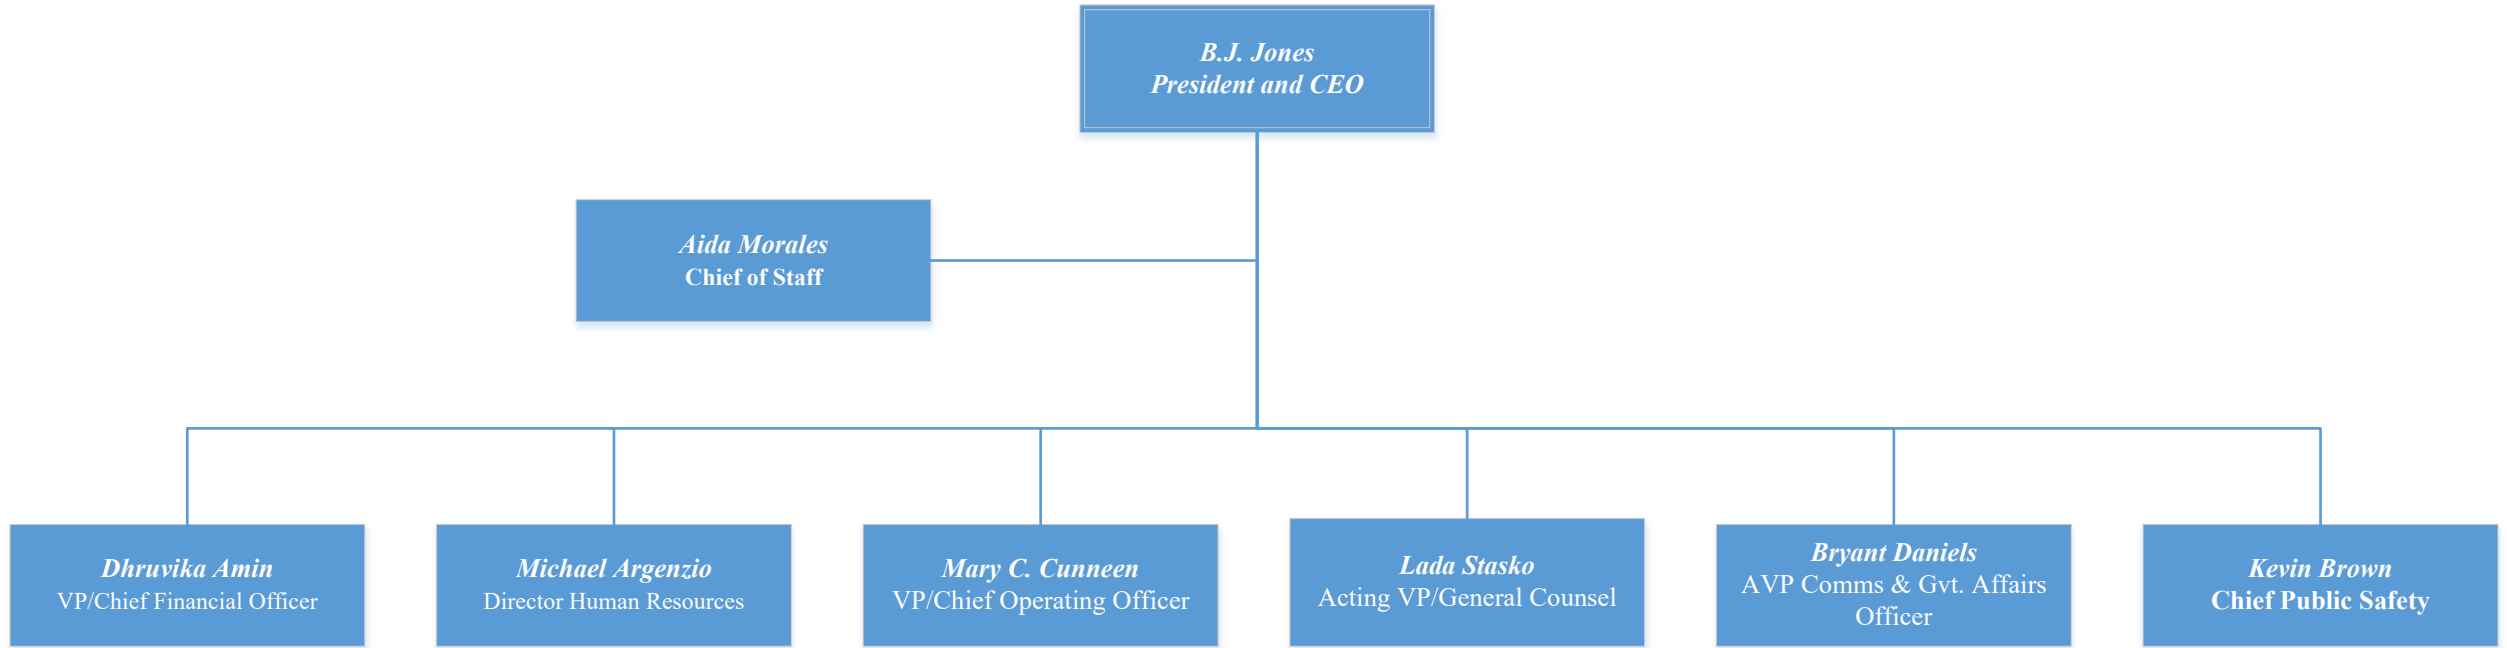 B.J. Jones
President and CEO
Aida Morales
Chief of Staff
Dhruvika Amin
VP/Chief Financial Officer
Michael Argenzio
Director Human Resources
Mary C. Cunneen
VP/Chief Operating Officer
Lada Stasko
Acting VP/General Counsel
Bryant Daniels
AVP Comms & Gvt. Affairs
Officer
Kevin Brown
Chief Public Safety